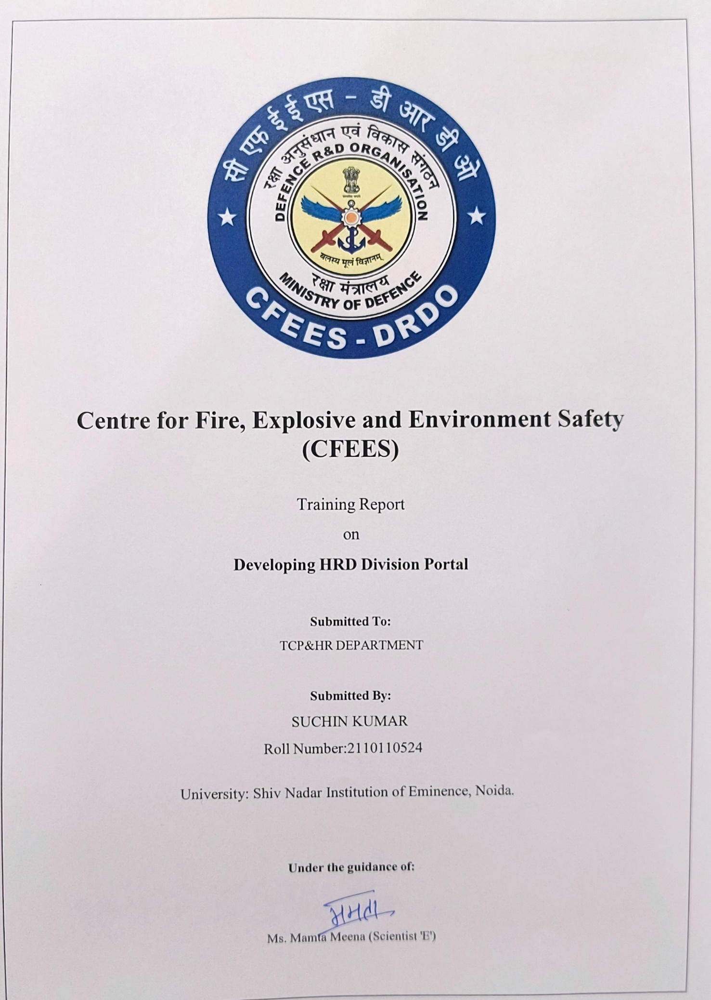 सी एफ ई ई एस - डी आर डी ओ
रक्षा अनुसंधान एवं विकास संगठन
DEFENCE R&D ORGANISATION
बलस्य मूलं विज्ञानम्
रक्षा मंत्रालय
MINISTRY OF DEFENCE
CFEES - DRDO
Centre for Fire, Explosive and Environment Safety
(CFEES)
Training Report
on
Developing HRD Division Portal
Submitted To:
TCP&HR DEPARTMENT
Submitted By:
SUCHIN KUMAR
Roll Number:2110110524
University: Shiv Nadar Institution of Eminence, Noida.
Under the guidance of:
ममता
Ms. Mamta Meena (Scientist 'E')